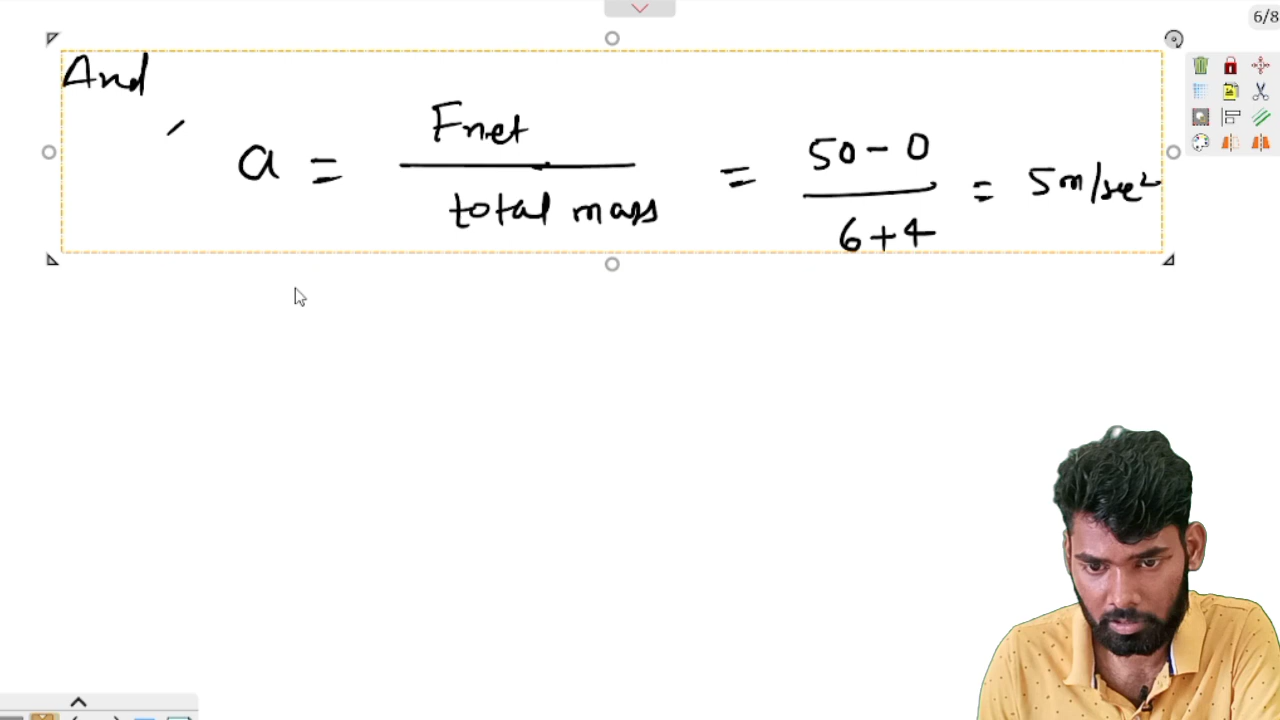 6/8
And
a = Fnet / total mass = 50 - 0 / 6+4 = 5m/sec²